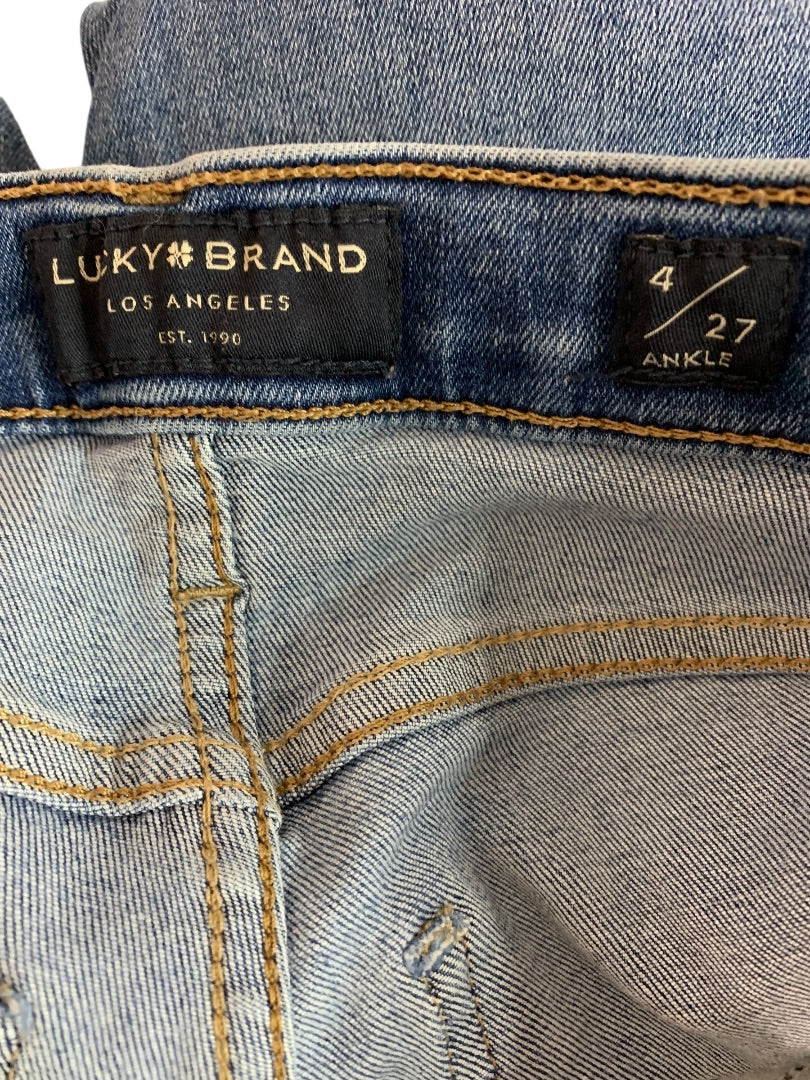 LUCKY BRAND
LOS ANGELES
EST. 1990
4/27
ANKLE